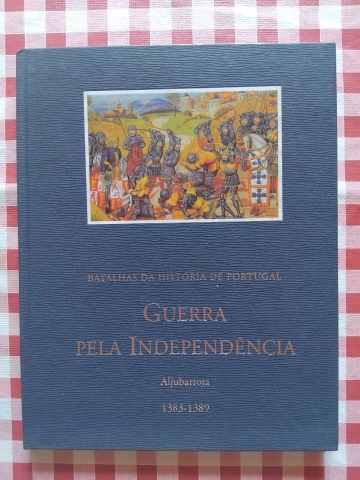 BATALHAS DA HISTÓRIA DE PORTUGAL
GUERRA
PELA INDEPENDÊNCIA
Aljubarrota
1383-1389